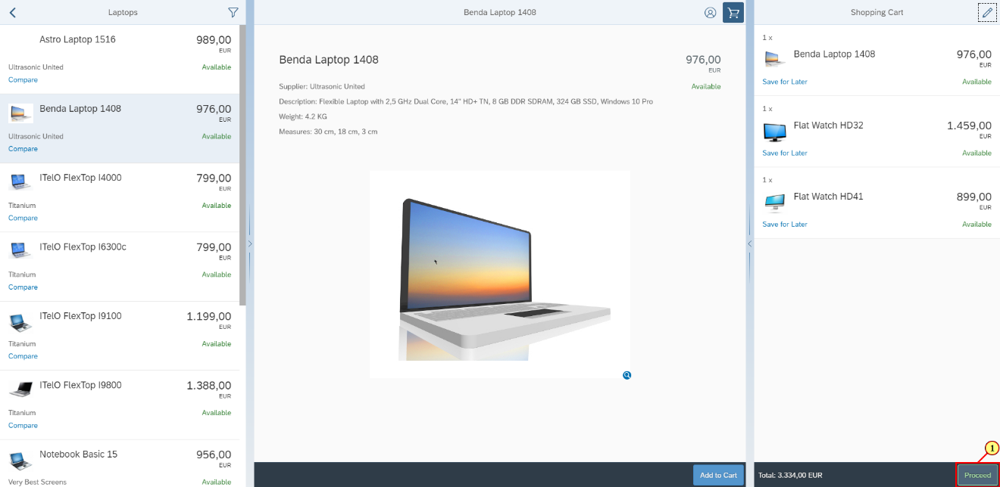 Laptops
Astro Laptop 1516
989,00
EUR
Ultrasonic United
Available
Compare
Benda Laptop 1408
976,00
EUR
Ultrasonic United
Available
Compare
ITelO FlexTop I4000
799,00
EUR
Titanium
Available
Compare
ITelO FlexTop I6300c
799,00
EUR
Titanium
Available
Compare
ITelO FlexTop I9100
1.199,00
EUR
Titanium
Available
Compare
ITelO FlexTop I9800
1.388,00
EUR
Titanium
Available
Compare
Notebook Basic 15
956,00
EUR
Very Best Screens
Available
Benda Laptop 1408
Benda Laptop 1408
976,00
EUR
Supplier: Ultrasonic United
Available
Description: Flexible Laptop with 2,5 GHz Dual Core, 14" HD+ TN, 8 GB DDR SDRAM, 324 GB SSD, Windows 10 Pro
Weight: 4.2 KG
Measures: 30 cm, 18 cm, 3 cm
Add to Cart
Shopping Cart
1 x
Benda Laptop 1408
976,00
EUR
Save for Later
Available
1 x
Flat Watch HD32
1.459,00
EUR
Save for Later
Available
1 x
Flat Watch HD41
899,00
EUR
Save for Later
Available
1
Total: 3.334,00 EUR
Proceed